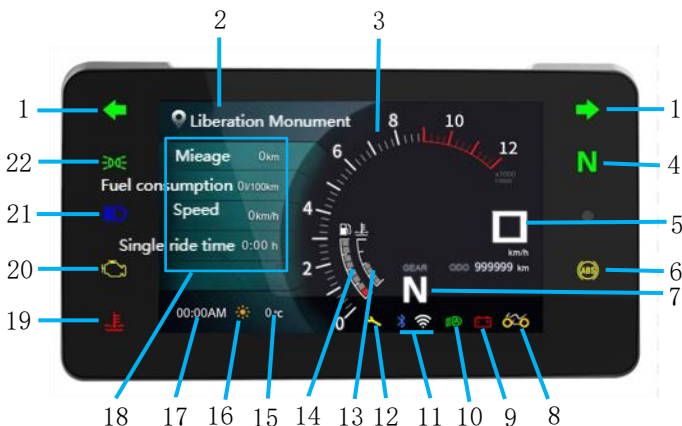 2 3
1 1
8 10
Liberation Monument
6 12
22 Mieage 0km x1000 N 4
r/min
Fuel consumption 0l/100km
21 4 5
Speed 0km/h
km/h
20 Single ride time 0:00 h ABS 6
2 GEAR ODO 999999 km
N 7
19 00:00AM 0℃ 0
18 17 16 15 14 13 12 11 10 9 8